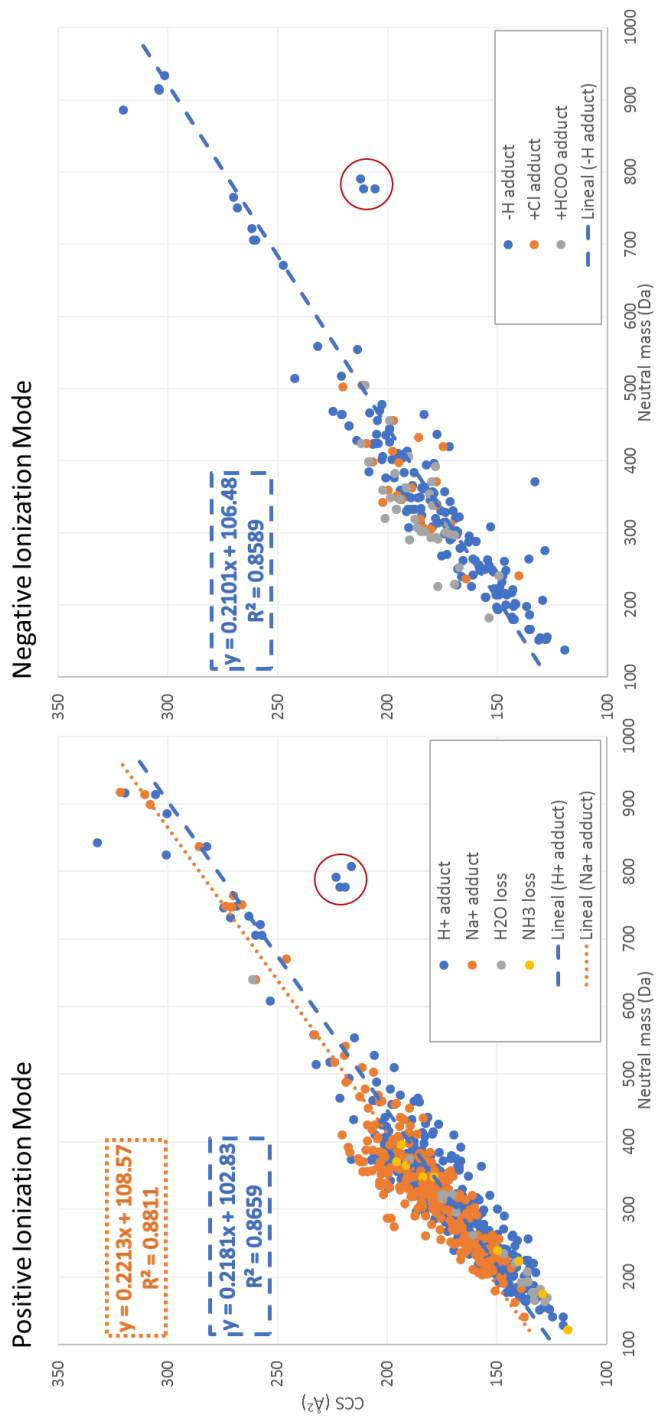 Positive Ionization Mode
y = 0.2213x + 108.57
R² = 0.8811
y = 0.2181x + 102.83
R² = 0.8659
350
300
250
200
150
100
CCS (Å²)
100 200 300 400 500 600 700 800 900 1000
Neutral mass (Da)
H+ adduct
Na+ adduct
H2O loss
NH3 loss
Lineal (H+ adduct)
Lineal (Na+ adduct)
Negative Ionization Mode
y = 0.2101x + 106.48
R² = 0.8589
350
300
250
200
150
100
100 200 300 400 500 600 700 800 900 1000
Neutral mass (Da)
-H adduct
+Cl adduct
+HCOO adduct
Lineal (-H adduct)